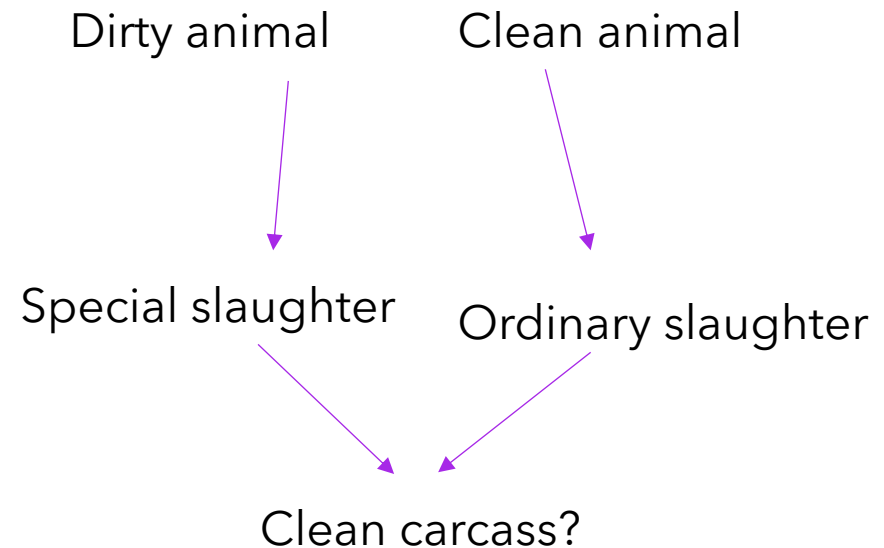 Dirty animal
Clean animal
Special slaughter
Ordinary slaughter
Clean carcass?